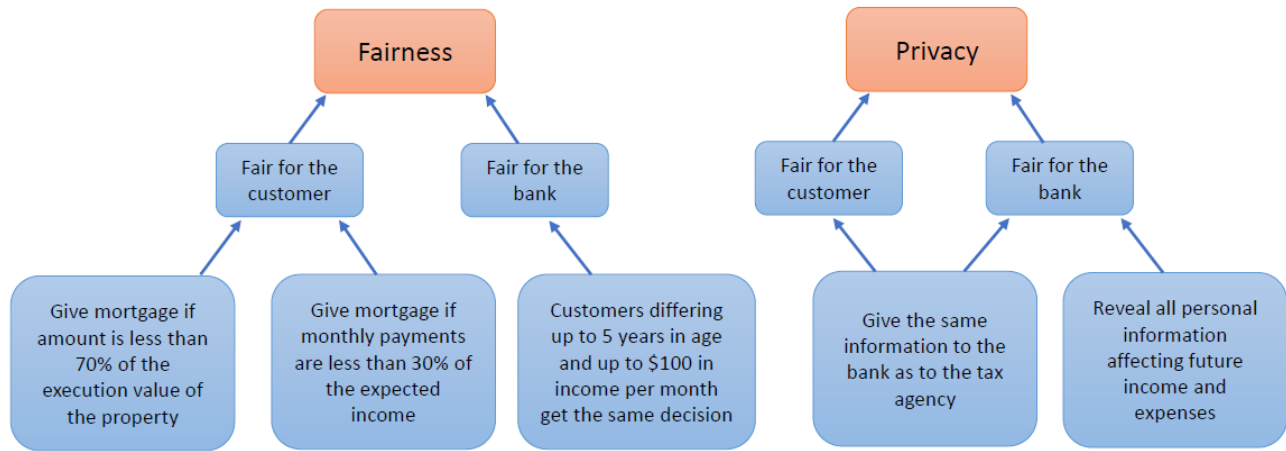 Fairness
Privacy
Fair for the
customer
Fair for the
bank
Fair for the
customer
Fair for the
bank
Give mortgage if
amount is less than
70% of the
execution value of
the property
Give mortgage if
monthly payments
are less than 30% of
the expected
income
Customers differing
up to 5 years in age
and up to $100 in
income per month
get the same decision
Give the same
information to the
bank as to the tax
agency
Reveal all personal
information
affecting future
income and
expenses